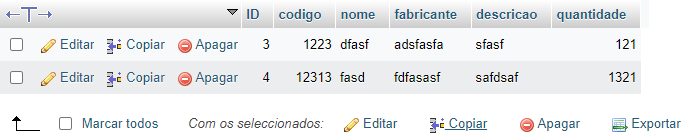 ID codigo nome fabricante descricao quantidade
Editar Copiar Apagar 3 1223 dfasf adsfasfa sfasf 121
Editar Copiar Apagar 4 12313 fasd fdfasasf safdsaf 1321
Marcar todos Com os seleccionados: Editar Copiar Apagar Exportar